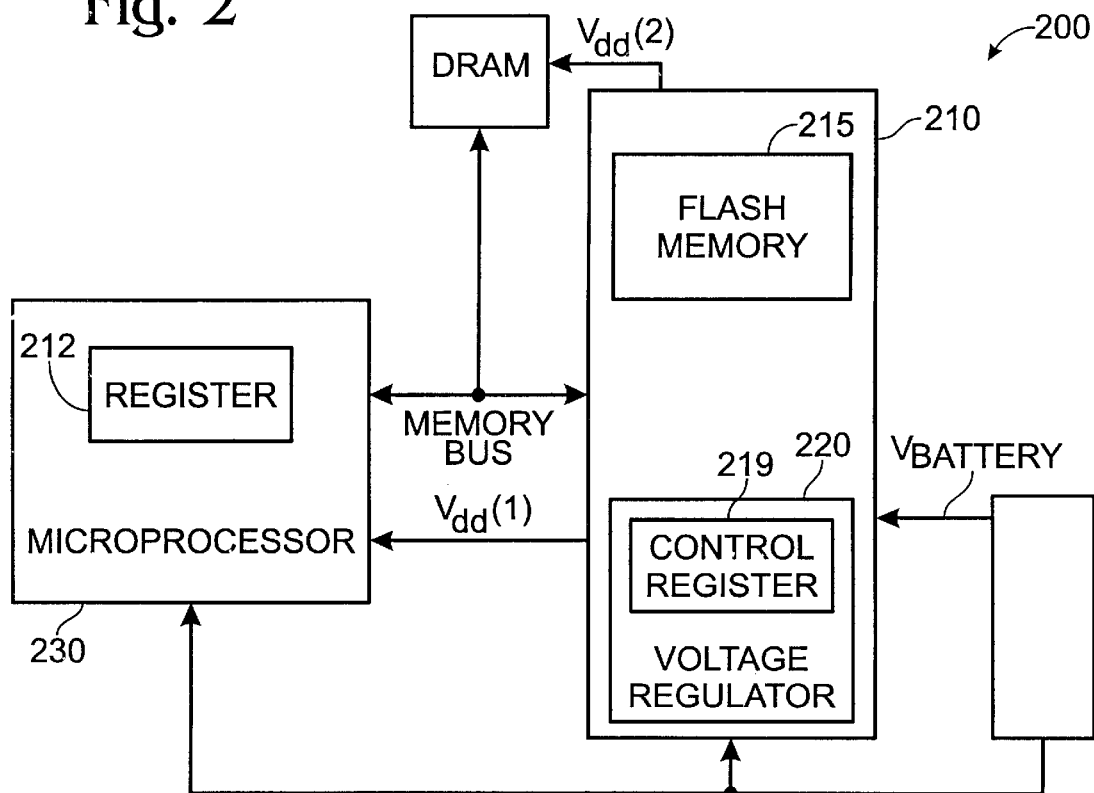 Fig. 2
DRAM
Vdd(2)
200
215
210
FLASH
MEMORY
212
REGISTER
MEMORY
BUS
Vdd(1)
MICROPROCESSOR
230
219
220
CONTROL
REGISTER
VOLTAGE
REGULATOR
VBATTERY